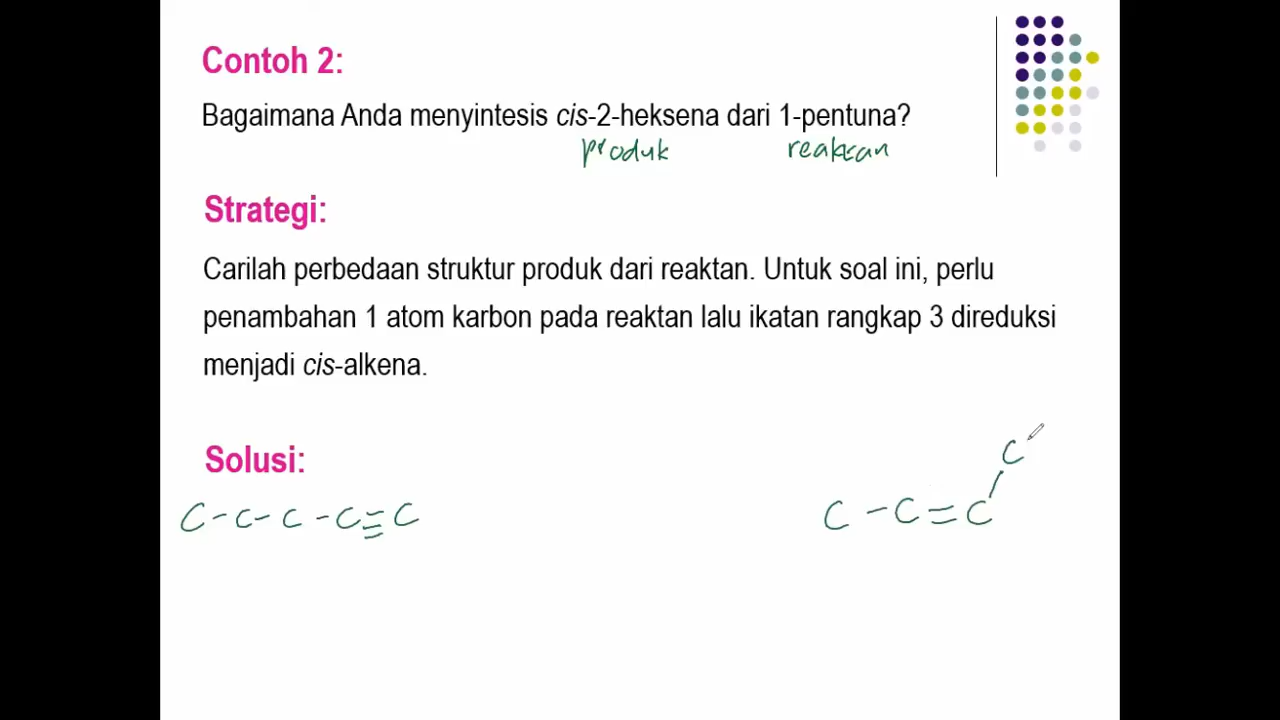 Contoh 2:
Bagaimana Anda menyintesis cis-2-heksena dari 1-pentuna?
produk reaktan
Strategi:
Carilah perbedaan struktur produk dari reaktan. Untuk soal ini, perlu
penambahan 1 atom karbon pada reaktan lalu ikatan rangkap 3 direduksi
menjadi cis-alkena.
Solusi:
C
C-C-C-C≡C C-C=C